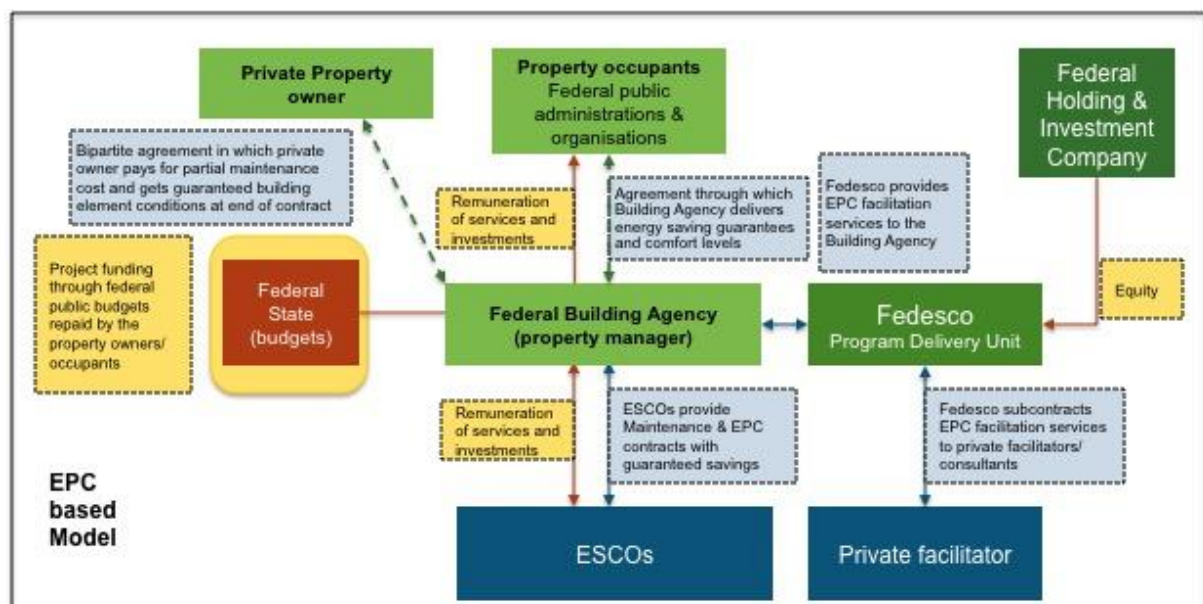 Private Property
owner
Property occupants
Federal public
administrations &
organisations
Federal
Holding &
Investment
Company
Bipartite agreement in which private
owner pays for partial maintenance
cost and gets guaranteed building
element conditions at end of contract
Remuneration
of services and
investments
Agreement through which
Building Agency delivers
energy saving guarantees
and comfort levels
Fedesco provides
EPC facilitation
services to the
Building Agency
Project funding
through federal
public budgets
repaid by the
property owners/
occupants
Federal
State
(budgets)
Federal Building Agency
(property manager)
Fedesco
Program Delivery Unit
Equity
Remuneration
of services and
investments
ESCOs provide
Maintenance & EPC
contracts with
guaranteed savings
Fedesco subcontracts
EPC facilitation services
to private facilitators/
consultants
EPC
based
Model
ESCOs
Private facilitator